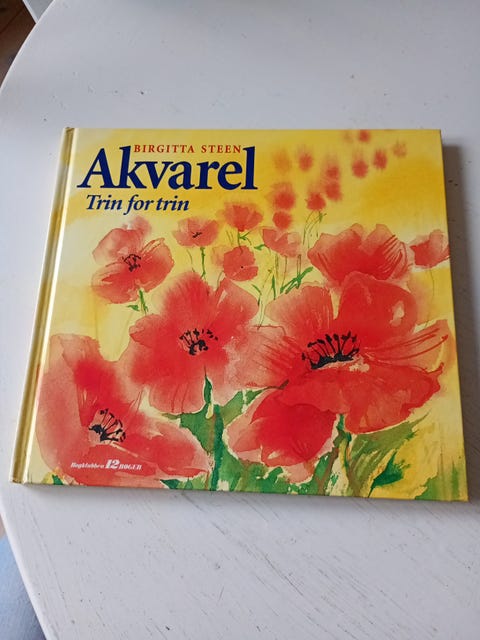 BIRGITTA STEEN
Akvarel
Trin for trin
Bogklubben 12 BØGER